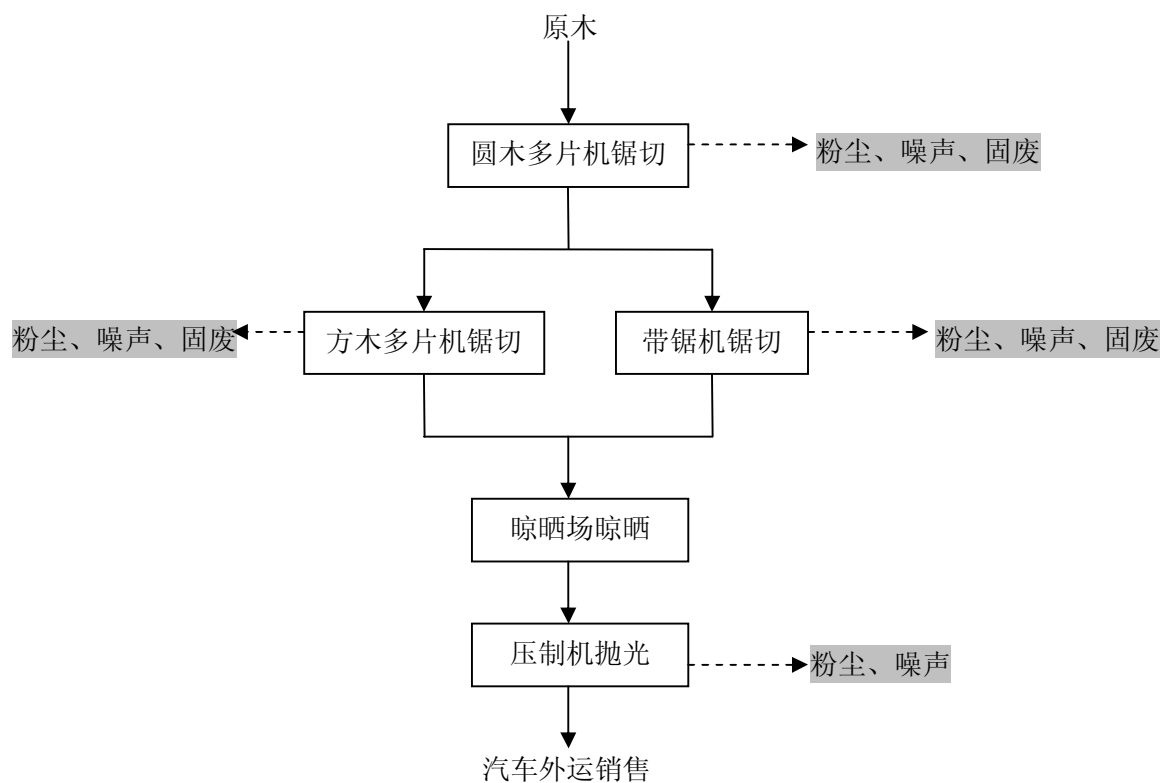 原木
圆木多片机锯切
粉尘、噪声、固废
粉尘、噪声、固废
方木多片机锯切
带锯机锯切
粉尘、噪声、固废
晾晒场晾晒
压制机抛光
粉尘、噪声
汽车外运销售